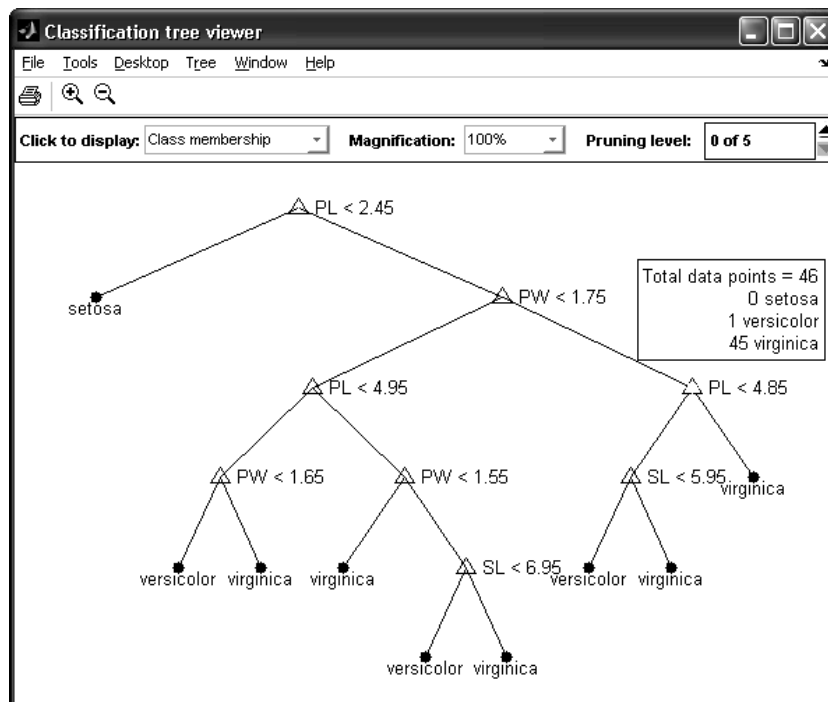 Classification tree viewer
File Tools Desktop Tree Window Help
Click to display: Class membership Magnification: 100% Pruning level: 0 of 5
PL < 2.45
setosa
PW < 1.75
Total data points = 46
0 setosa
1 versicolor
45 virginica
PL < 4.95
PL < 4.85
PW < 1.65
PW < 1.55
SL < 5.95
virginica
versicolor
virginica
virginica
SL < 6.95
versicolor
virginica
versicolor
virginica